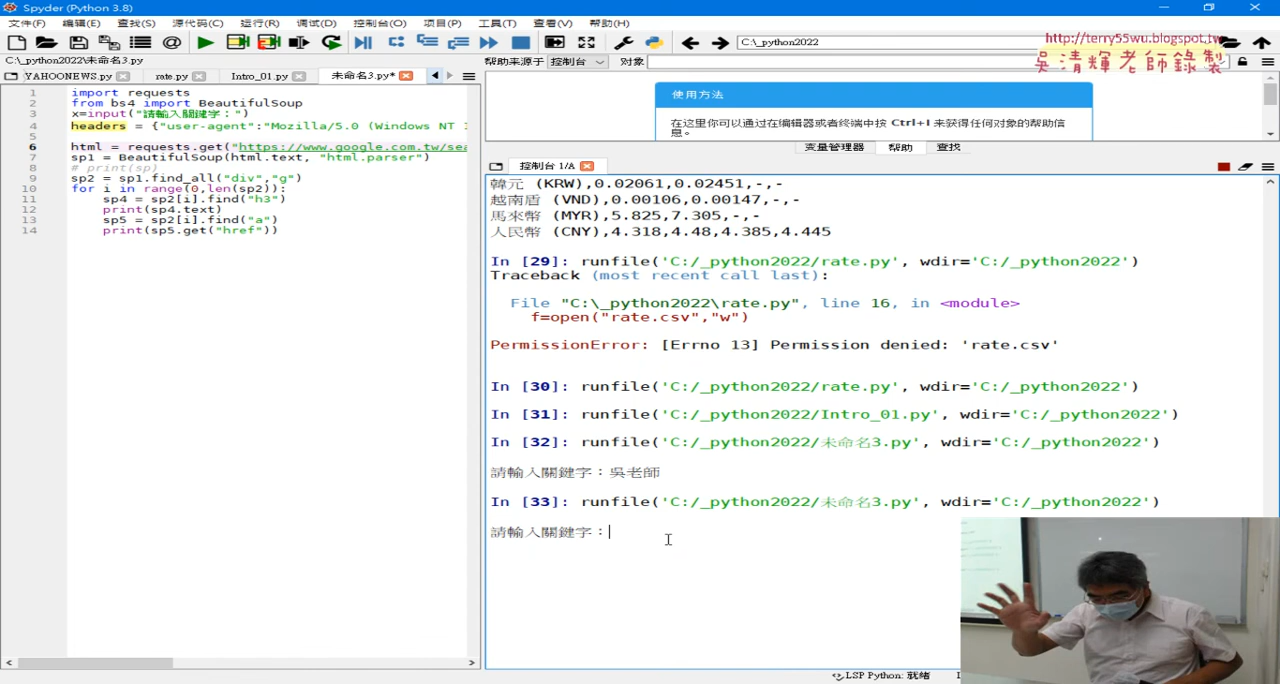 Spyder (Python 3.8)
文件(F) 编辑(E) 查找(S) 源代码(C) 运行(R) 调试(D) 控制台(O) 项目(P) 工具(T) 查看(V) 帮助(H)
C:\_python2022
http://terry55wu.blogspot.tw
吳清輝老師錄製
C:\_python2022\未命名3.py
YAHOONEWS.py rate.py Intro_01.py 未命名3.py*
帮助来源于 控制台 对象
使用方法
在这里你可以通过在编辑器或者终端中按 Ctrl+I 来获得任何对象的帮助信
息。
变量管理器 帮助 查找
1 import requests
2 from bs4 import BeautifulSoup
3 x=input("請輸入關鍵字：")
4 headers = {"user-agent":"Mozilla/5.0 (Windows NT
5
6 html = requests.get("https://www.google.com.tw/sea
7 sp1 = BeautifulSoup(html.text, "html.parser")
8 # print(sp)
9 sp2 = sp1.find_all("div","g")
10 for i in range(0,len(sp2)):
11 sp4 = sp2[i].find("h3")
12 print(sp4.text)
13 sp5 = sp2[i].find("a")
14 print(sp5.get("href"))
控制台 1/A
韓元 (KRW),0.02061,0.02451,-,-
越南盾 (VND),0.00106,0.00147,-,-
馬來幣 (MYR),5.825,7.305,-,-
人民幣 (CNY),4.318,4.48,4.385,4.445
In [29]: runfile('C:/_python2022/rate.py', wdir='C:/_python2022')
Traceback (most recent call last):
File "C:\_python2022\rate.py", line 16, in <module>
f=open("rate.csv","w")
PermissionError: [Errno 13] Permission denied: 'rate.csv'
In [30]: runfile('C:/_python2022/rate.py', wdir='C:/_python2022')
In [31]: runfile('C:/_python2022/Intro_01.py', wdir='C:/_python2022')
In [32]: runfile('C:/_python2022/未命名3.py', wdir='C:/_python2022')
請輸入關鍵字：吳老師
In [33]: runfile('C:/_python2022/未命名3.py', wdir='C:/_python2022')
請輸入關鍵字：
LSP Python: 就绪